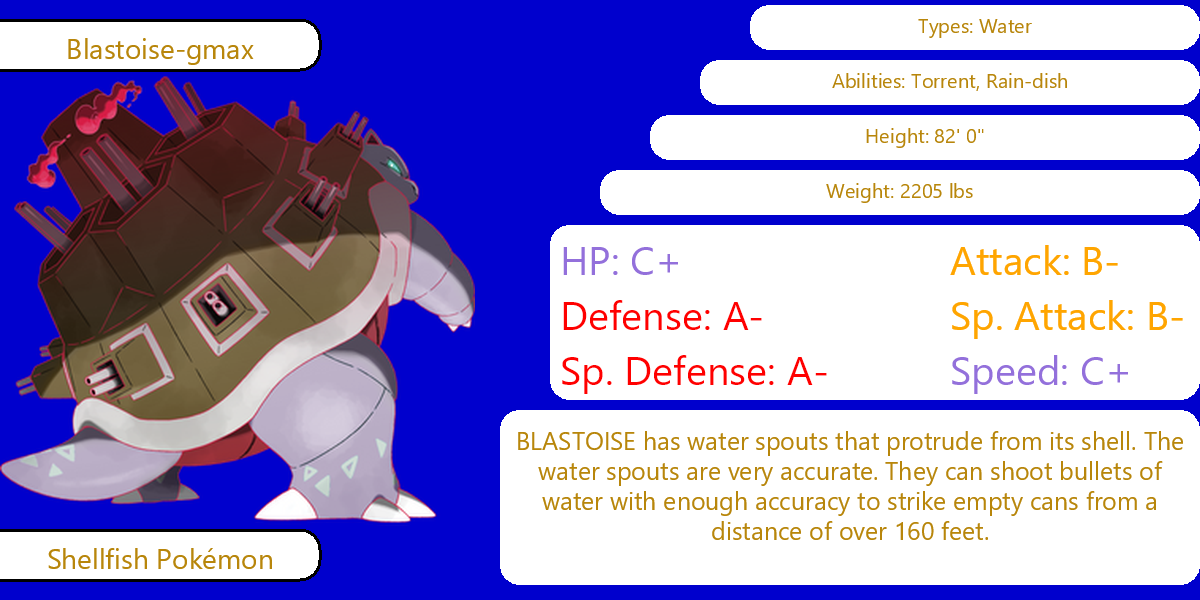 Blastoise-gmax
Types: Water
Abilities: Torrent, Rain-dish
Height: 82' 0"
Weight: 2205 lbs
HP: C+
Attack: B-
Defense: A-
Sp. Attack: B-
Sp. Defense: A-
Speed: C+
BLASTOISE has water spouts that protrude from its shell. The
water spouts are very accurate. They can shoot bullets of
water with enough accuracy to strike empty cans from a
distance of over 160 feet.
Shellfish Pokémon